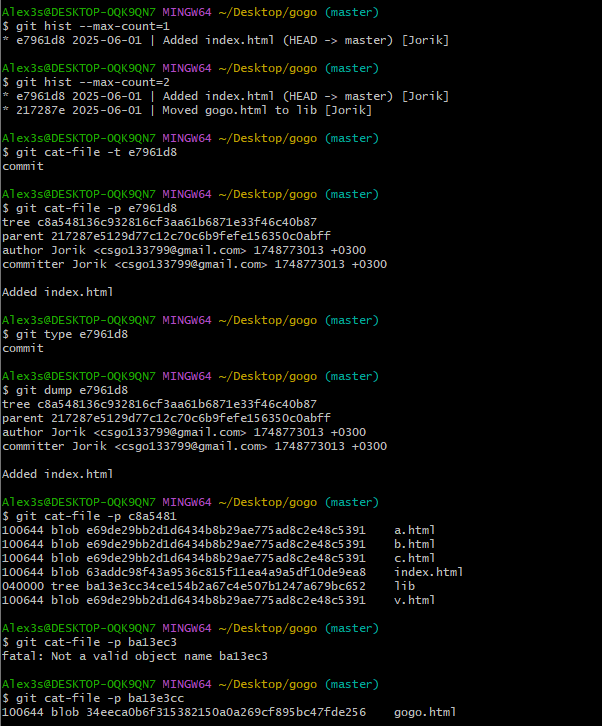 Alex3s@DESKTOP-OQK9QN7 MINGW64 ~/Desktop/gogo (master)
$ git hist --max-count=1
* e7961d8 2025-06-01 | Added index.html (HEAD -> master) [Jorik]
Alex3s@DESKTOP-OQK9QN7 MINGW64 ~/Desktop/gogo (master)
$ git hist --max-count=2
* e7961d8 2025-06-01 | Added index.html (HEAD -> master) [Jorik]
* 217287e 2025-06-01 | Moved gogo.html to lib [Jorik]
Alex3s@DESKTOP-OQK9QN7 MINGW64 ~/Desktop/gogo (master)
$ git cat-file -t e7961d8
commit
Alex3s@DESKTOP-OQK9QN7 MINGW64 ~/Desktop/gogo (master)
$ git cat-file -p e7961d8
tree c8a548136c932816cf3aa61b6871e33f46c40b87
parent 217287e5129d77c12c70c6b9fefe156350c0abff
author Jorik <csgo133799@gmail.com> 1748773013 +0300
committer Jorik <csgo133799@gmail.com> 1748773013 +0300
Added index.html
Alex3s@DESKTOP-OQK9QN7 MINGW64 ~/Desktop/gogo (master)
$ git type e7961d8
commit
Alex3s@DESKTOP-OQK9QN7 MINGW64 ~/Desktop/gogo (master)
$ git dump e7961d8
tree c8a548136c932816cf3aa61b6871e33f46c40b87
parent 217287e5129d77c12c70c6b9fefe156350c0abff
author Jorik <csgo133799@gmail.com> 1748773013 +0300
committer Jorik <csgo133799@gmail.com> 1748773013 +0300
Added index.html
Alex3s@DESKTOP-OQK9QN7 MINGW64 ~/Desktop/gogo (master)
$ git cat-file -p c8a5481
100644 blob e69de29bb2d1d6434b8b29ae775ad8c2e48c5391    a.html
100644 blob e69de29bb2d1d6434b8b29ae775ad8c2e48c5391    b.html
100644 blob e69de29bb2d1d6434b8b29ae775ad8c2e48c5391    c.html
100644 blob 63addc98f43a9536c815f11ea4a9a5df10de9ea8    index.html
040000 tree ba13e3cc34ce154b2a67c4e507b1247a679bc652    lib
100644 blob e69de29bb2d1d6434b8b29ae775ad8c2e48c5391    v.html
Alex3s@DESKTOP-OQK9QN7 MINGW64 ~/Desktop/gogo (master)
$ git cat-file -p ba13ec3
fatal: Not a valid object name ba13ec3
Alex3s@DESKTOP-OQK9QN7 MINGW64 ~/Desktop/gogo (master)
$ git cat-file -p ba13e3cc
100644 blob 34eeca0b6f315382150a0a269cf895bc47fde256    gogo.html